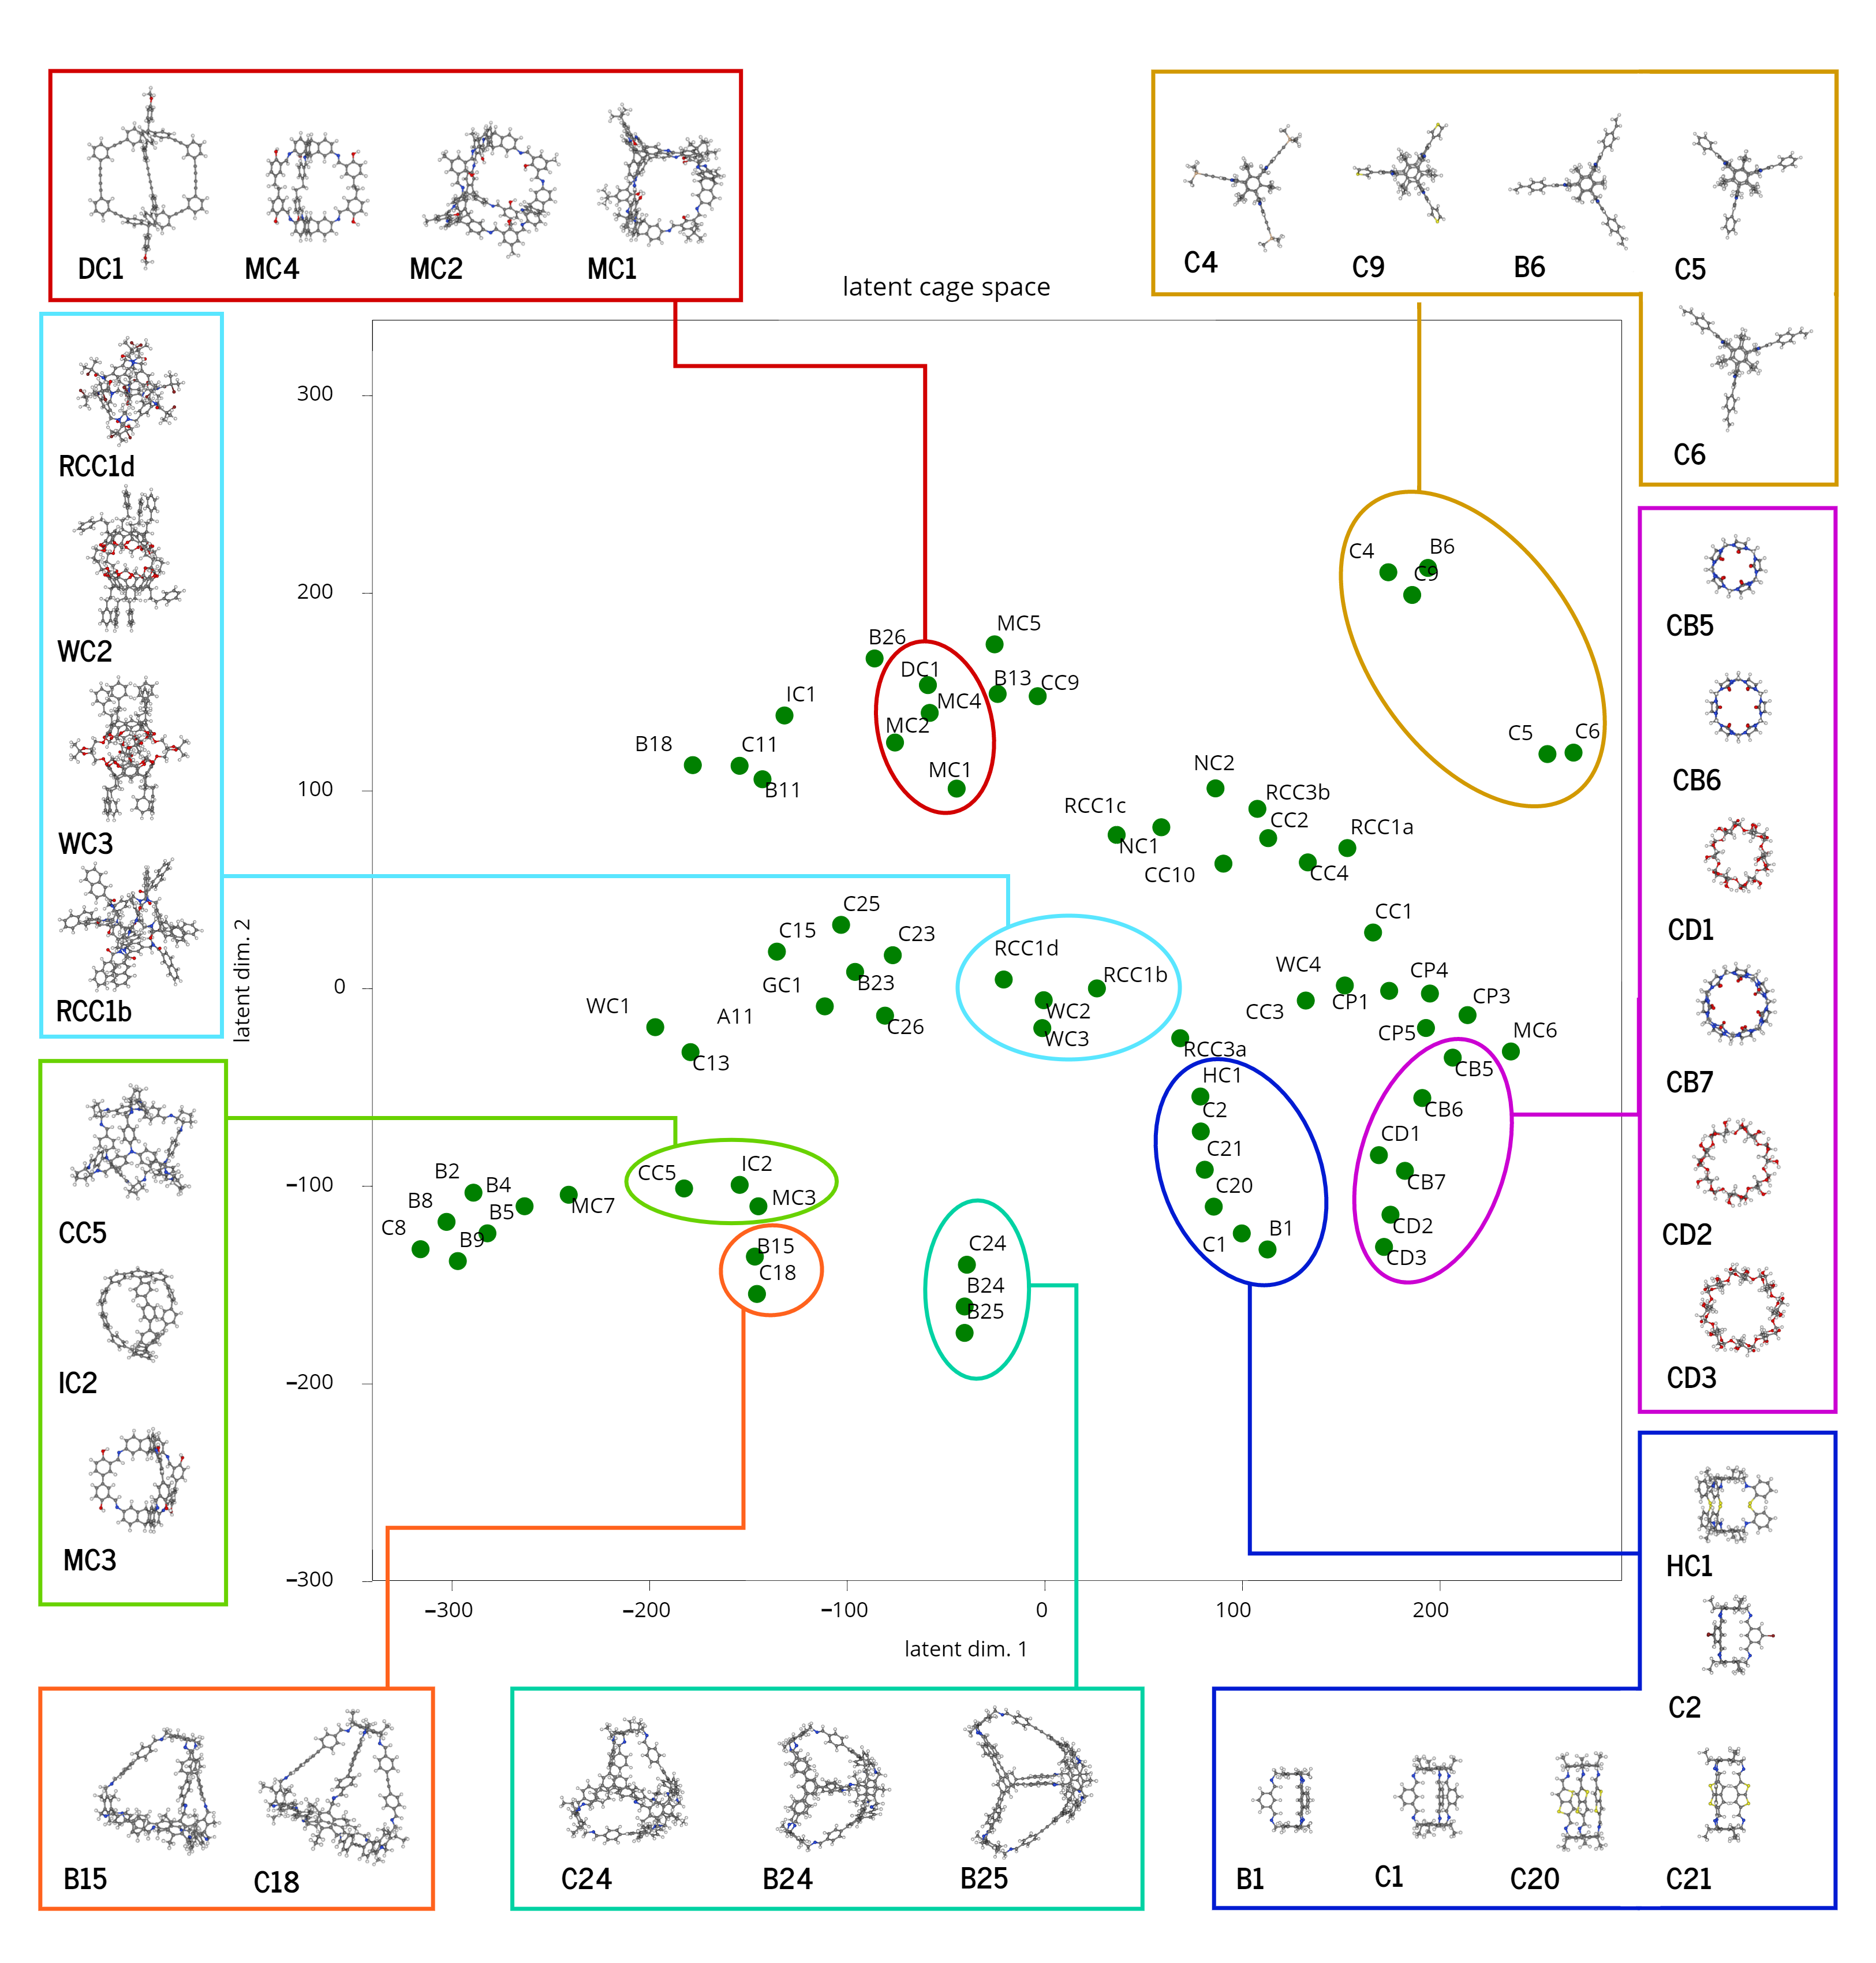 DC1 MC4 MC2 MC1
C4 C9 B6 C5
C6
latent cage space
RCC1d
WC2
WC3
RCC1b
CC5
IC2
MC3
CB5
CB6
CD1
CB7
CD2
CD3
HC1
C2
B1 C1 C20 C21
B15 C18
C24 B24 B25
300
200
100
0
−100
−200
−300
latent dim. 2
C4 B6
C9
C5 C6
B26 MC5
DC1 B13 CC9
IC1 MC4
MC2
B18 C11
B11 MC1
NC2
RCC1c RCC3b
NC1 CC2 RCC1a
CC10 CC4
C25 CC1
C15 C23
RCC1d
GC1 B23 RCC1b WC4 CP4
WC1 A11 C26 WC2 CC3 CP1 CP3
WC3 CP5 MC6
C13 RCC3a
HC1 CB5
C2 CB6
CD1
C21
CC5 IC2 CB7
B2 B4 MC3 C20
B8 B5 MC7
C8 B9 C1 B1 CD2
B15 C24 CD3
C18 B24
B25
−300 −200 −100 0 100 200
latent dim. 1